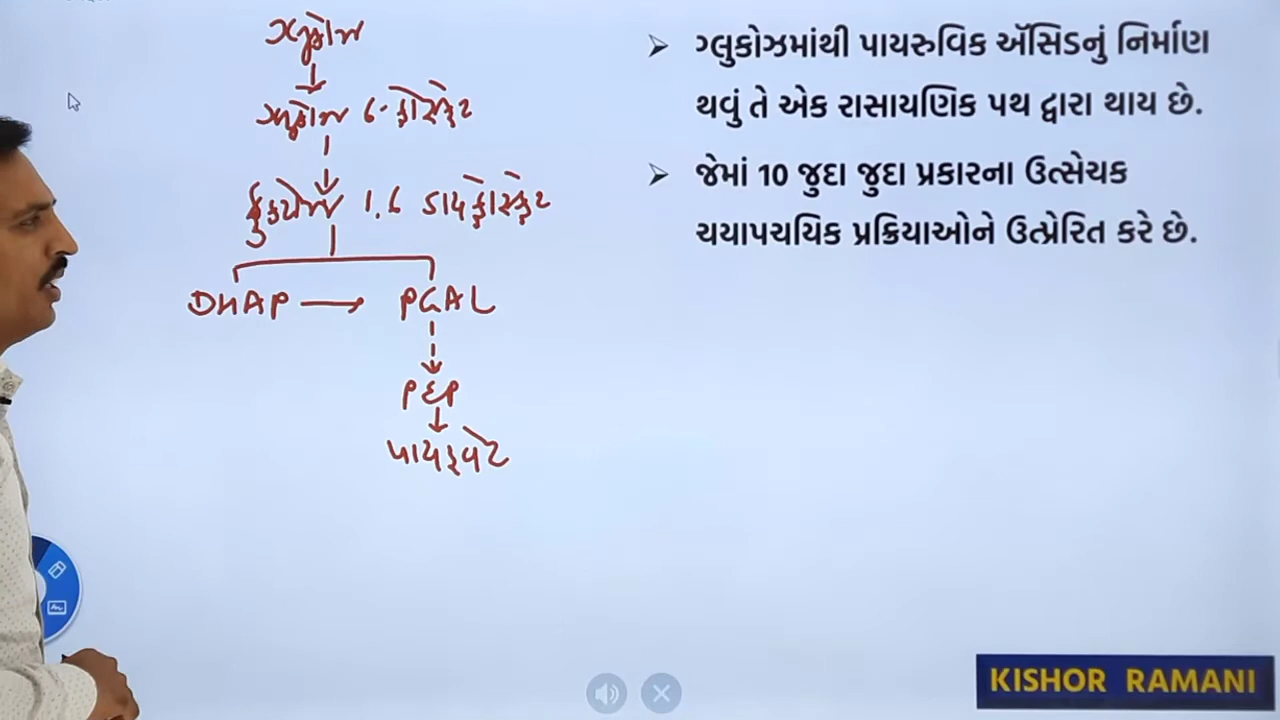 ગ્લુકોઝ
ગ્લુકોઝ 6-ફોસ્ફેટ
ફ્રુક્ટોઝ 1.6 ડાયફોસ્ફેટ
DHAP → PGAL
PEP
પાયરુવેટ
➢ ગ્લુકોઝમાંથી પાયરુવિક ઍસિડનું નિર્માણ
થવું તે એક રાસાયણિક પથ દ્વારા થાય છે.
➢ જેમાં 10 જુદા જુદા પ્રકારના ઉત્સેચક
ચયાપચયિક પ્રક્રિયાઓને ઉત્પ્રેરિત કરે છે.
KISHOR RAMANI